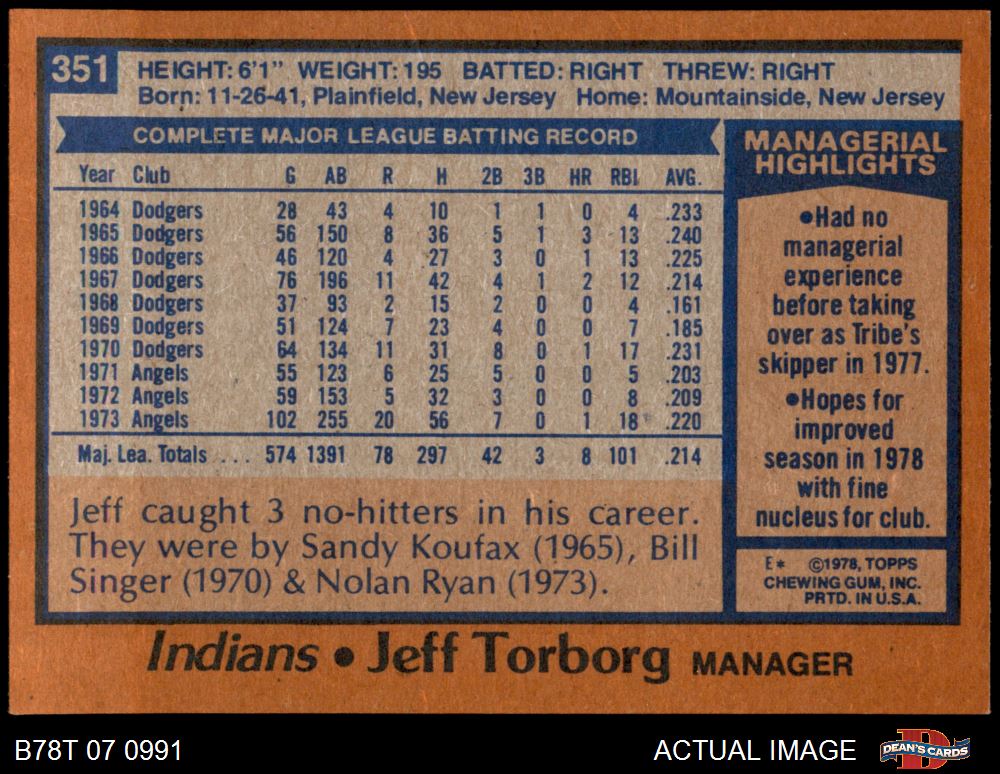 351
HEIGHT: 6'1" WEIGHT: 195 BATTED: RIGHT THREW: RIGHT
Born: 11-26-41, Plainfield, New Jersey Home: Mountainside, New Jersey
COMPLETE MAJOR LEAGUE BATTING RECORD
Year Club G AB R H 2B 3B HR RBI AVG.
1964 Dodgers 28 43 4 10 1 1 0 4 .233
1965 Dodgers 56 150 8 36 5 1 3 13 .240
1966 Dodgers 46 120 4 27 3 0 1 13 .225
1967 Dodgers 76 196 11 42 4 1 2 12 .214
1968 Dodgers 37 93 2 15 2 0 0 4 .161
1969 Dodgers 51 124 7 23 4 0 0 7 .185
1970 Dodgers 64 134 11 31 8 0 1 17 .231
1971 Angels 55 123 6 25 5 0 0 5 .203
1972 Angels 59 153 5 32 3 0 0 8 .209
1973 Angels 102 255 20 56 7 0 1 18 .220
Maj. Lea. Totals ... 574 1391 78 297 42 3 8 101 .214
Jeff caught 3 no-hitters in his career.
They were by Sandy Koufax (1965), Bill
Singer (1970) & Nolan Ryan (1973).
MANAGERIAL
HIGHLIGHTS
●Had no
managerial
experience
before taking
over as Tribe's
skipper in 1977.
●Hopes for
improved
season in 1978
with fine
nucleus for club.
E* ©1978, TOPPS
CHEWING GUM, INC.
PRTD. IN U.S.A.
Indians ● Jeff Torborg MANAGER
B78T 07 0991
ACTUAL IMAGE
DEAN'S CARDS